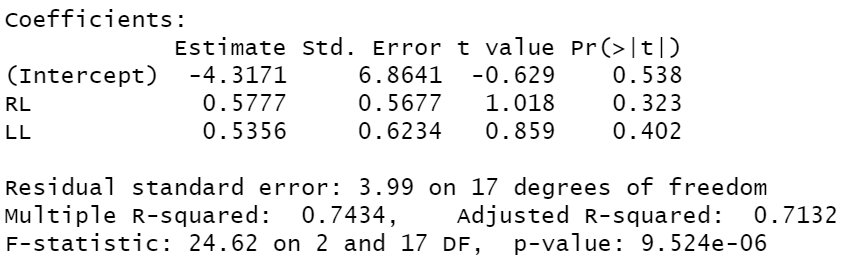 Coefficients:
Estimate Std. Error t value Pr(>|t|)
(Intercept) -4.3171 6.8641 -0.629 0.538
RL 0.5777 0.5677 1.018 0.323
LL 0.5356 0.6234 0.859 0.402
Residual standard error: 3.99 on 17 degrees of freedom
Multiple R-squared: 0.7434, Adjusted R-squared: 0.7132
F-statistic: 24.62 on 2 and 17 DF, p-value: 9.524e-06